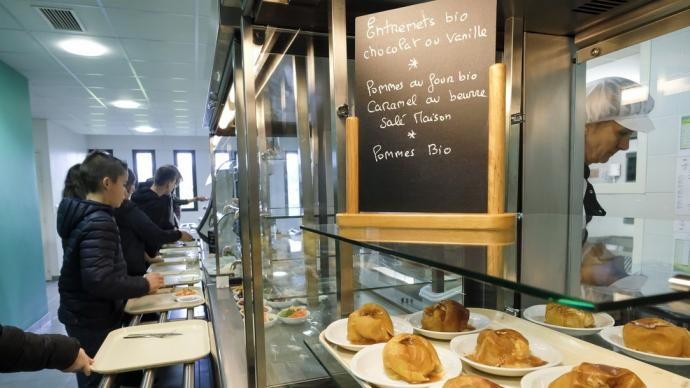 Entremets bio
chocolat ou vanille
*
Pommes au four bio
Caramel au beurre
salé Maison
*
Pommes Bio